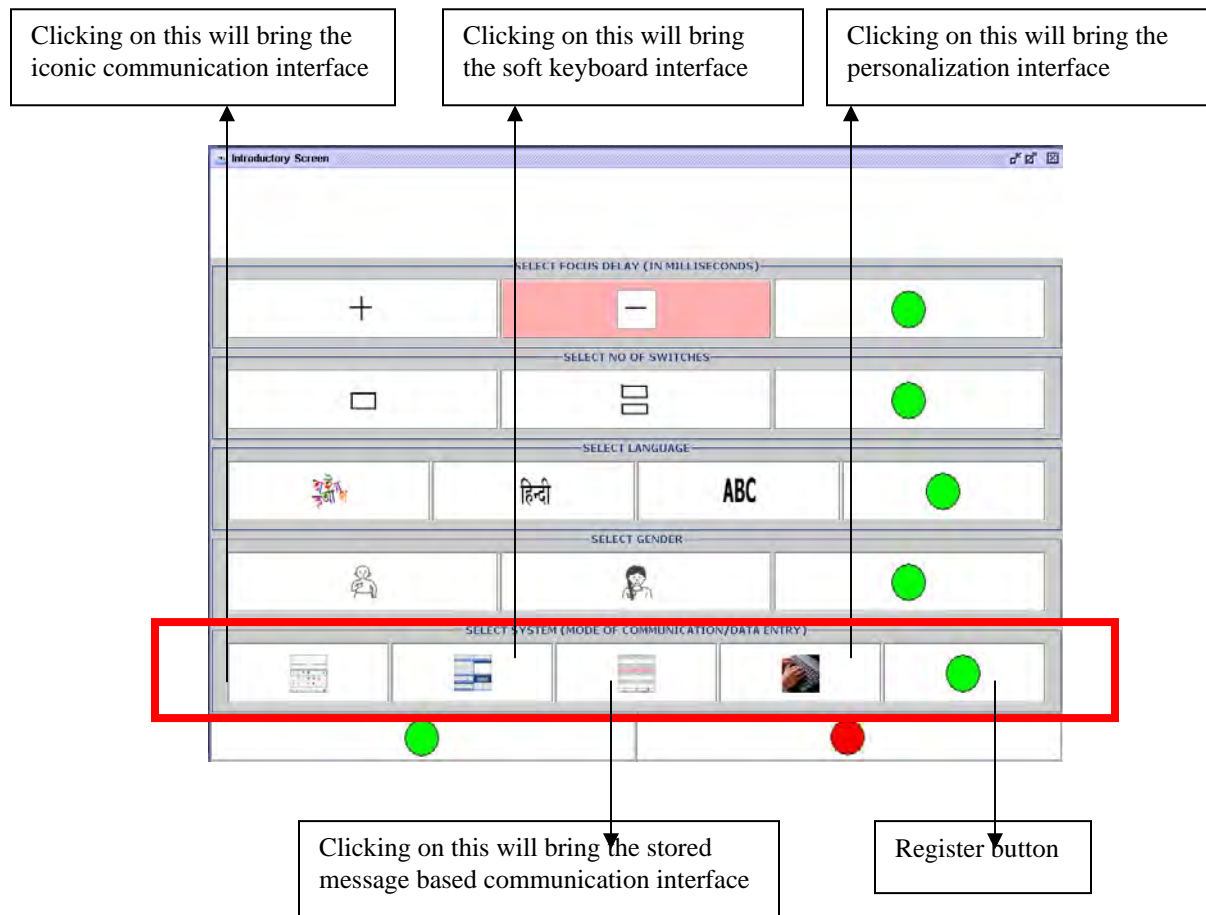 Clicking on this will bring the
iconic communication interface
Clicking on this will bring
the soft keyboard interface
Clicking on this will bring the
personalization interface
Introductory Screen
SELECT FOCUS DELAY (IN MILLISECONDS)
+
−
SELECT NO OF SWITCHES
SELECT LANGUAGE
हिन्दी
ABC
SELECT GENDER
SELECT SYSTEM (MODE OF COMMUNICATION/DATA ENTRY)
Clicking on this will bring the stored
message based communication interface
Register button